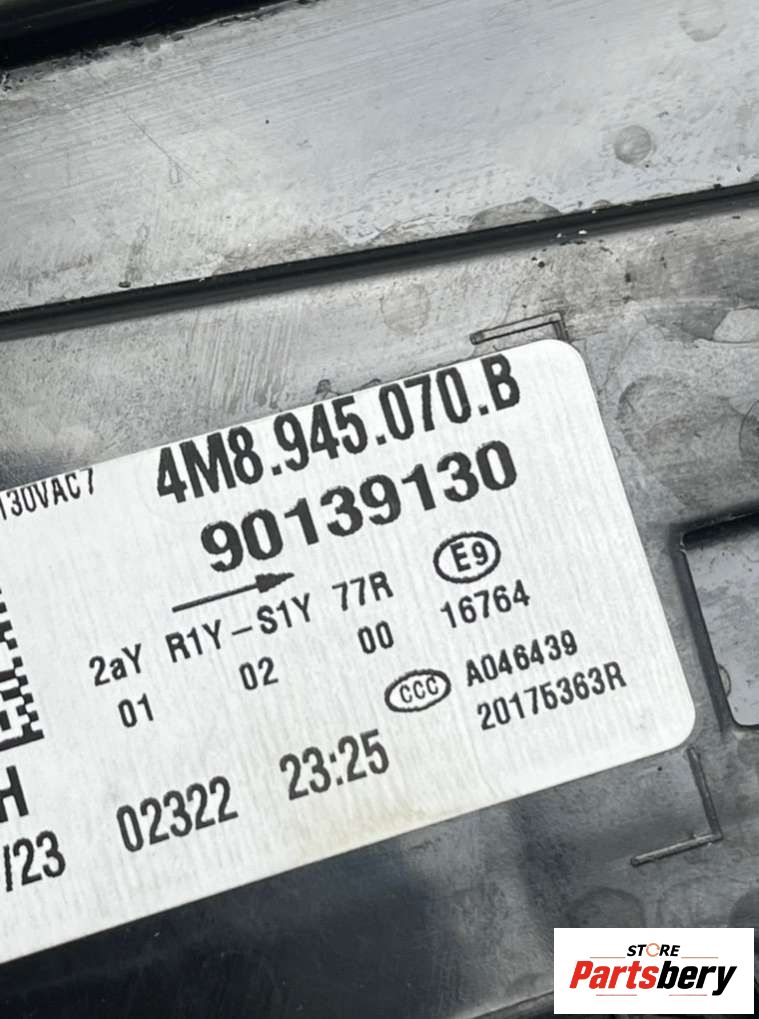 130VAC7 4M8.945.070.B
90139130
2aY R1Y-S1Y 77R E9
01 02 00 16764
CCC A046439
20175363R
H
/23 02322 23:25
STORE
Partsbery